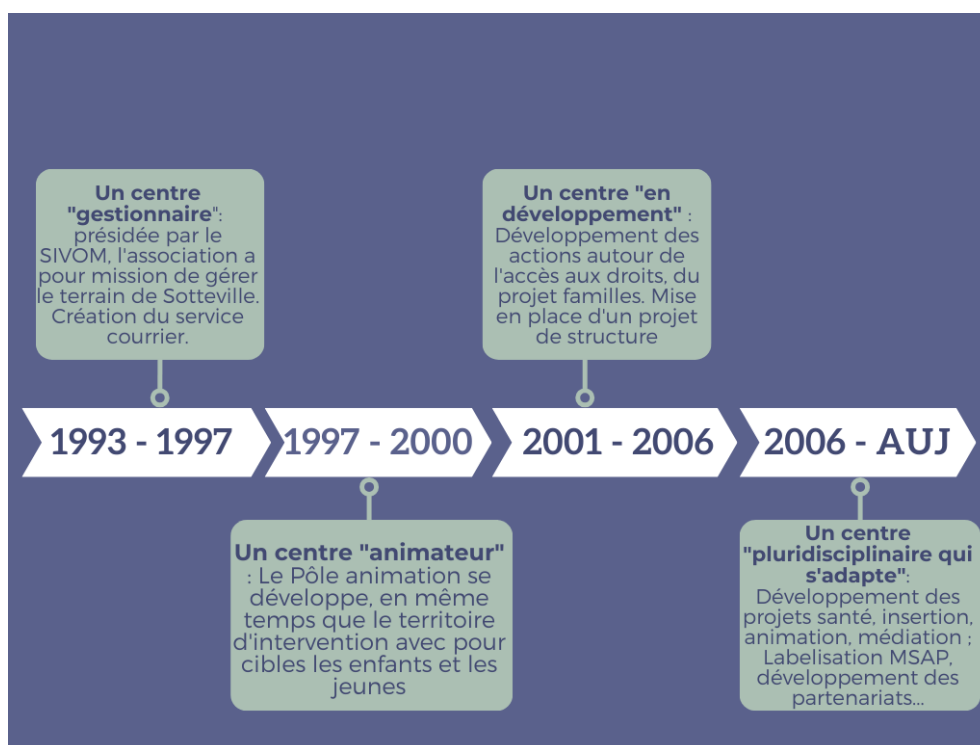 Un centre
"gestionnaire":
présidée par le
SIVOM, l'association a
pour mission de gérer
le terrain de Sotteville.
Création du service
courrier.
Un centre "en
développement" :
Développement des
actions autour de
l'accès aux droits, du
projet familles. Mise
en place d'un projet
de structure
1993 - 1997
1997 - 2000
2001 - 2006
2006 - AUJ
Un centre "animateur"
: Le Pôle animation se
développe, en même
temps que le territoire
d'intervention avec pour
cibles les enfants et les
jeunes
Un centre
"pluridisciplinaire qui
s'adapte":
Développement des
projets santé, insertion,
animation, médiation ;
Labelisation MSAP,
développement des
partenariats...